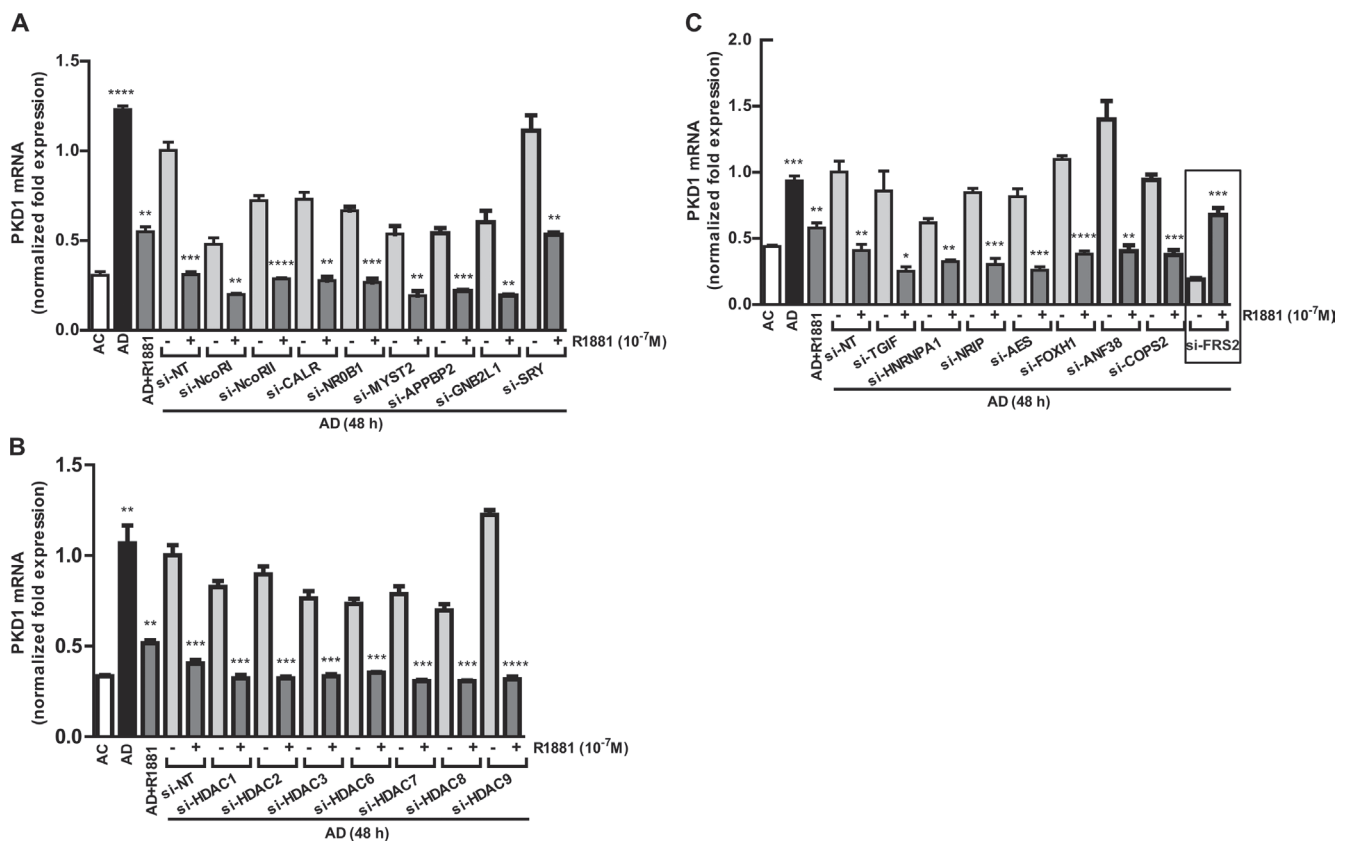 A
PKD1 mRNA
(normalized fold expression)
1.5
1.0
0.5
0.0
****
**
***
**
****
**
***
**
***
**
**
AC
AD
AD+R1881
- + - + - + - + - + - + - + - + - +
R1881 (10-7M)
si-NT
si-NcoRI
si-NcoRII
si-CALR
si-NR0B1
si-MYST2
si-APPBP2
si-GNB2L1
si-SRY
AD (48 h)
B
PKD1 mRNA
(normalized fold expression)
1.5
1.0
0.5
0.0
**
**
***
***
***
***
***
***
***
****
AC
AD
AD+R1881
- + - + - + - + - + - + - + - +
R1881 (10-7M)
si-NT
si-HDAC1
si-HDAC2
si-HDAC3
si-HDAC6
si-HDAC7
si-HDAC8
si-HDAC9
AD (48 h)
C
PKD1 mRNA
(normalized fold expression)
2.0
1.5
1.0
0.5
0.0
***
**
**
*
**
***
***
****
**
***
***
AC
AD
AD+R1881
- + - + - + - + - + - + - + - + - +
R1881 (10-7M)
si-NT
si-TGIF
si-HNRNPA1
si-NRIP
si-AES
si-FOXH1
si-ANF38
si-COPS2
si-FRS2
AD (48 h)